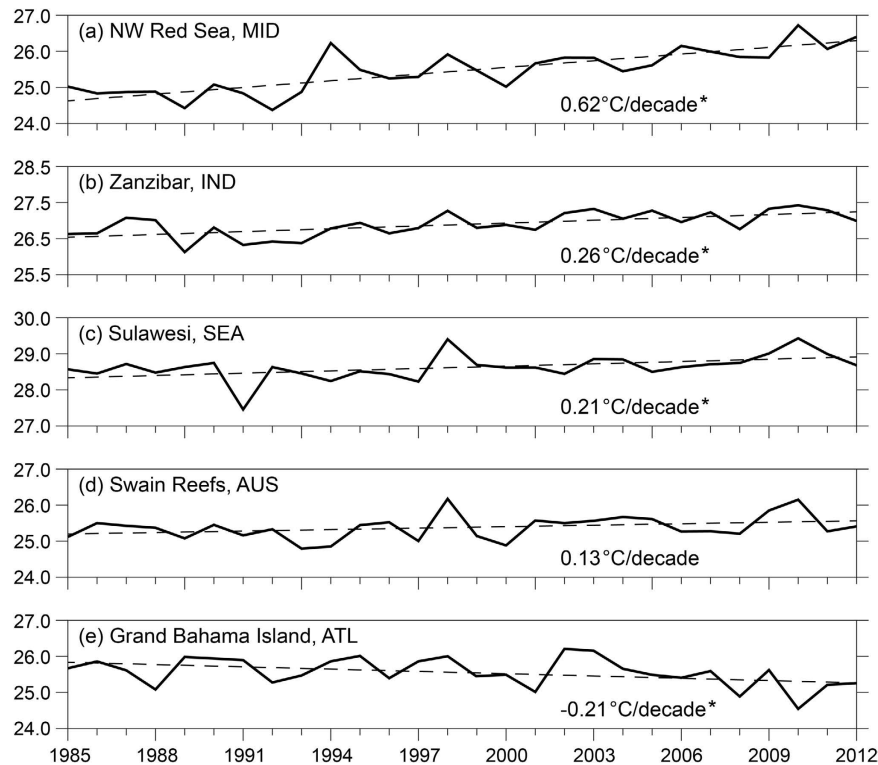 27.0
(a) NW Red Sea, MID
26.0
25.0
0.62°C/decade*
24.0
28.5
(b) Zanzibar, IND
27.5
26.5
0.26°C/decade*
25.5
30.0
(c) Sulawesi, SEA
29.0
28.0
0.21°C/decade*
27.0
27.0
(d) Swain Reefs, AUS
26.0
25.0
0.13°C/decade
24.0
27.0
(e) Grand Bahama Island, ATL
26.0
25.0
-0.21°C/decade*
24.0
1985 1988 1991 1994 1997 2000 2003 2006 2009 2012